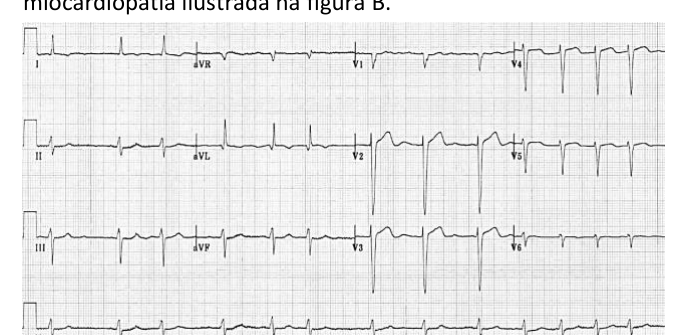 miocardiopatia ilustrada na figura B.
I aVR V1 V4
II aVL V2 V5
III aVF V3 V6